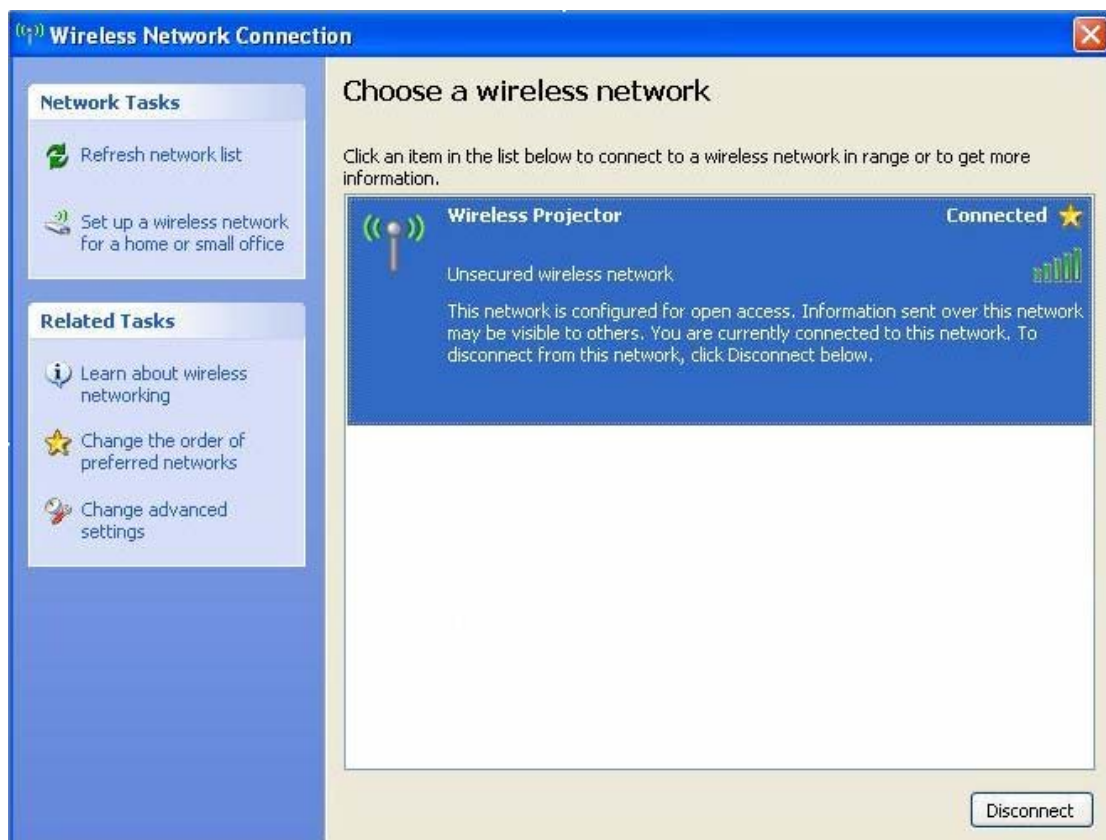 Wireless Network Connection
Network Tasks
Refresh network list
Set up a wireless network
for a home or small office
Related Tasks
Learn about wireless
networking
Change the order of
preferred networks
Change advanced
settings
Choose a wireless network
Click an item in the list below to connect to a wireless network in range or to get more
information.
Wireless Projector
Connected
Unsecured wireless network
This network is configured for open access. Information sent over this network
may be visible to others. You are currently connected to this network. To
disconnect from this network, click Disconnect below.
Disconnect